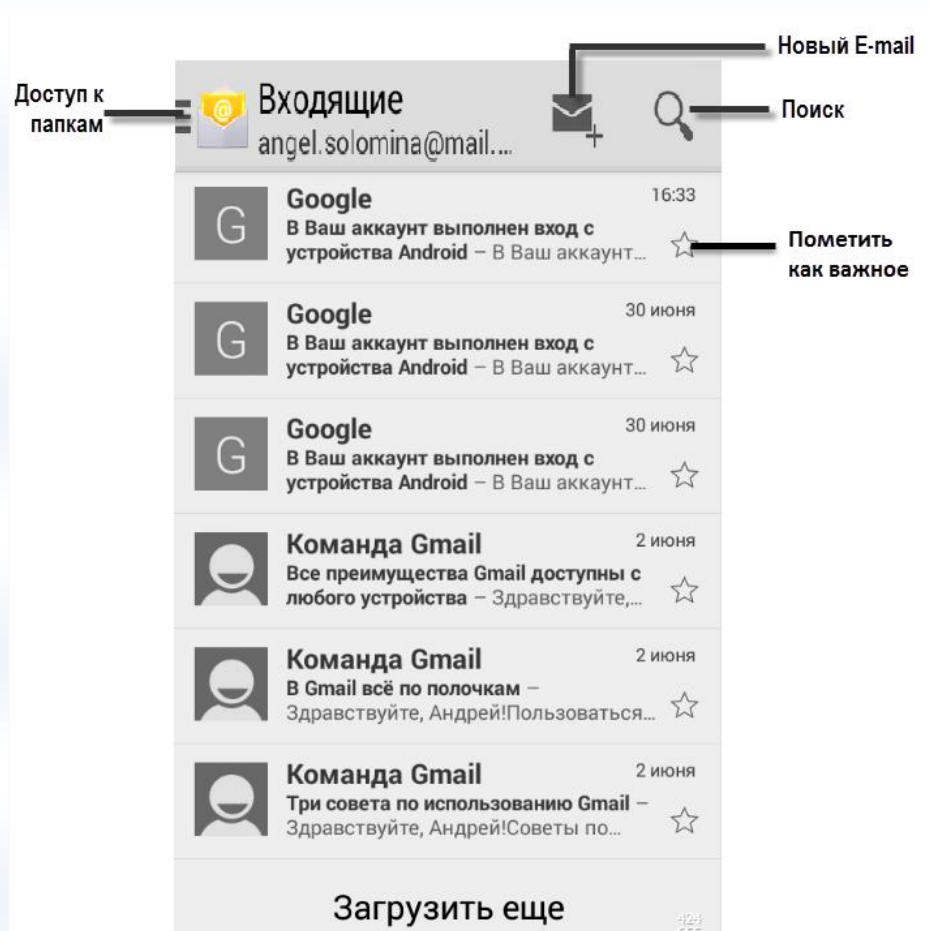 Новый E-mail
Доступ к
папкам
Входящие
angel.solomina@mail....
Поиск
G
Google
16:33
В Ваш аккаунт выполнен вход с
устройства Android – В Ваш аккаунт...
Пометить
как важное
G
Google
30 июня
В Ваш аккаунт выполнен вход с
устройства Android – В Ваш аккаунт...
G
Google
30 июня
В Ваш аккаунт выполнен вход с
устройства Android – В Ваш аккаунт...
Команда Gmail
2 июня
Все преимущества Gmail доступны с
любого устройства – Здравствуйте,...
Команда Gmail
2 июня
В Gmail всё по полочкам –
Здравствуйте, Андрей!Пользоваться...
Команда Gmail
2 июня
Три совета по использованию Gmail –
Здравствуйте, Андрей!Советы по...
Загрузить еще
424